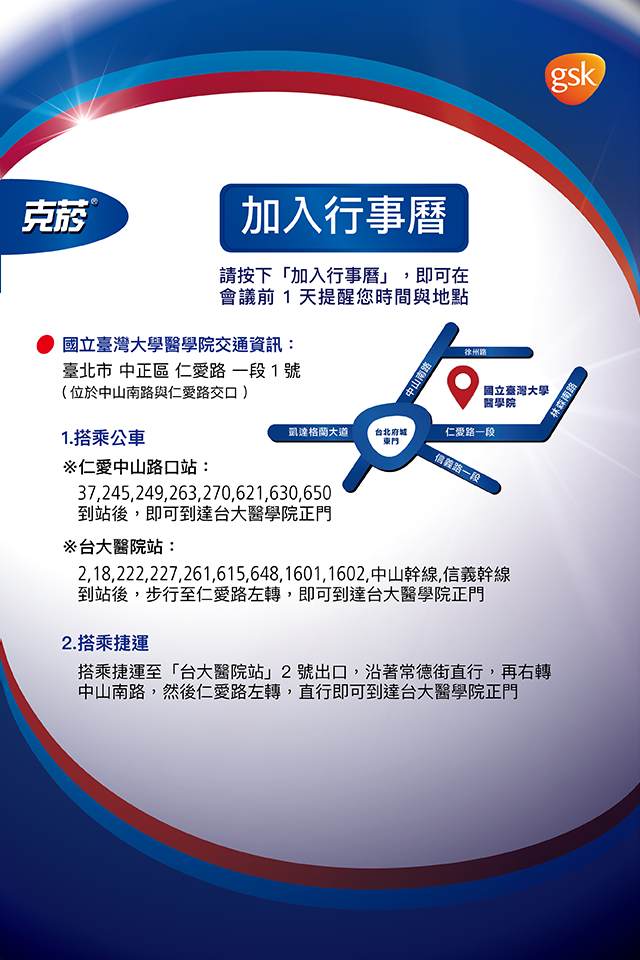 gsk
克菸®
加入行事曆
請按下「加入行事曆」，即可在
會議前 1 天提醒您時間與地點
國立臺灣大學醫學院交通資訊：
臺北市 中正區 仁愛路 一段 1 號
( 位於中山南路與仁愛路交口 )
徐州路
中山南路
國立臺灣大學
醫學院
林森南路
凱達格蘭大道
台北府城
東門
仁愛路一段
信義路一段
1.搭乘公車
※仁愛中山路口站：
37,245,249,263,270,621,630,650
到站後，即可到達台大醫學院正門
※台大醫院站：
2,18,222,227,261,615,648,1601,1602,中山幹線,信義幹線
到站後，步行至仁愛路左轉，即可到達台大醫學院正門
2.搭乘捷運
搭乘捷運至「台大醫院站」2 號出口，沿著常德街直行，再右轉
中山南路，然後仁愛路左轉，直行即可到達台大醫學院正門